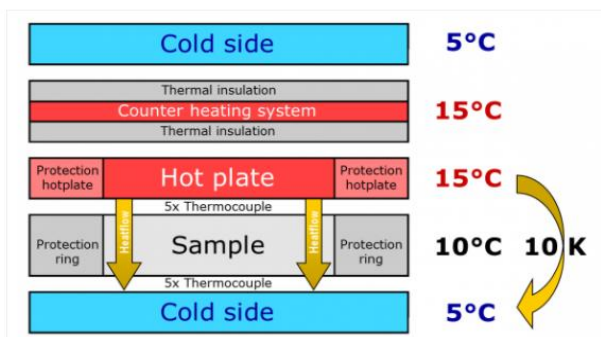 Cold side 5°C
Thermal insulation
Counter heating system 15°C
Thermal insulation
Protection hotplate Hot plate Protection hotplate 15°C
5x Thermocouple
Heatflow Heatflow
Protection ring Sample Protection ring 10°C 10 K
5x Thermocouple
Cold side 5°C